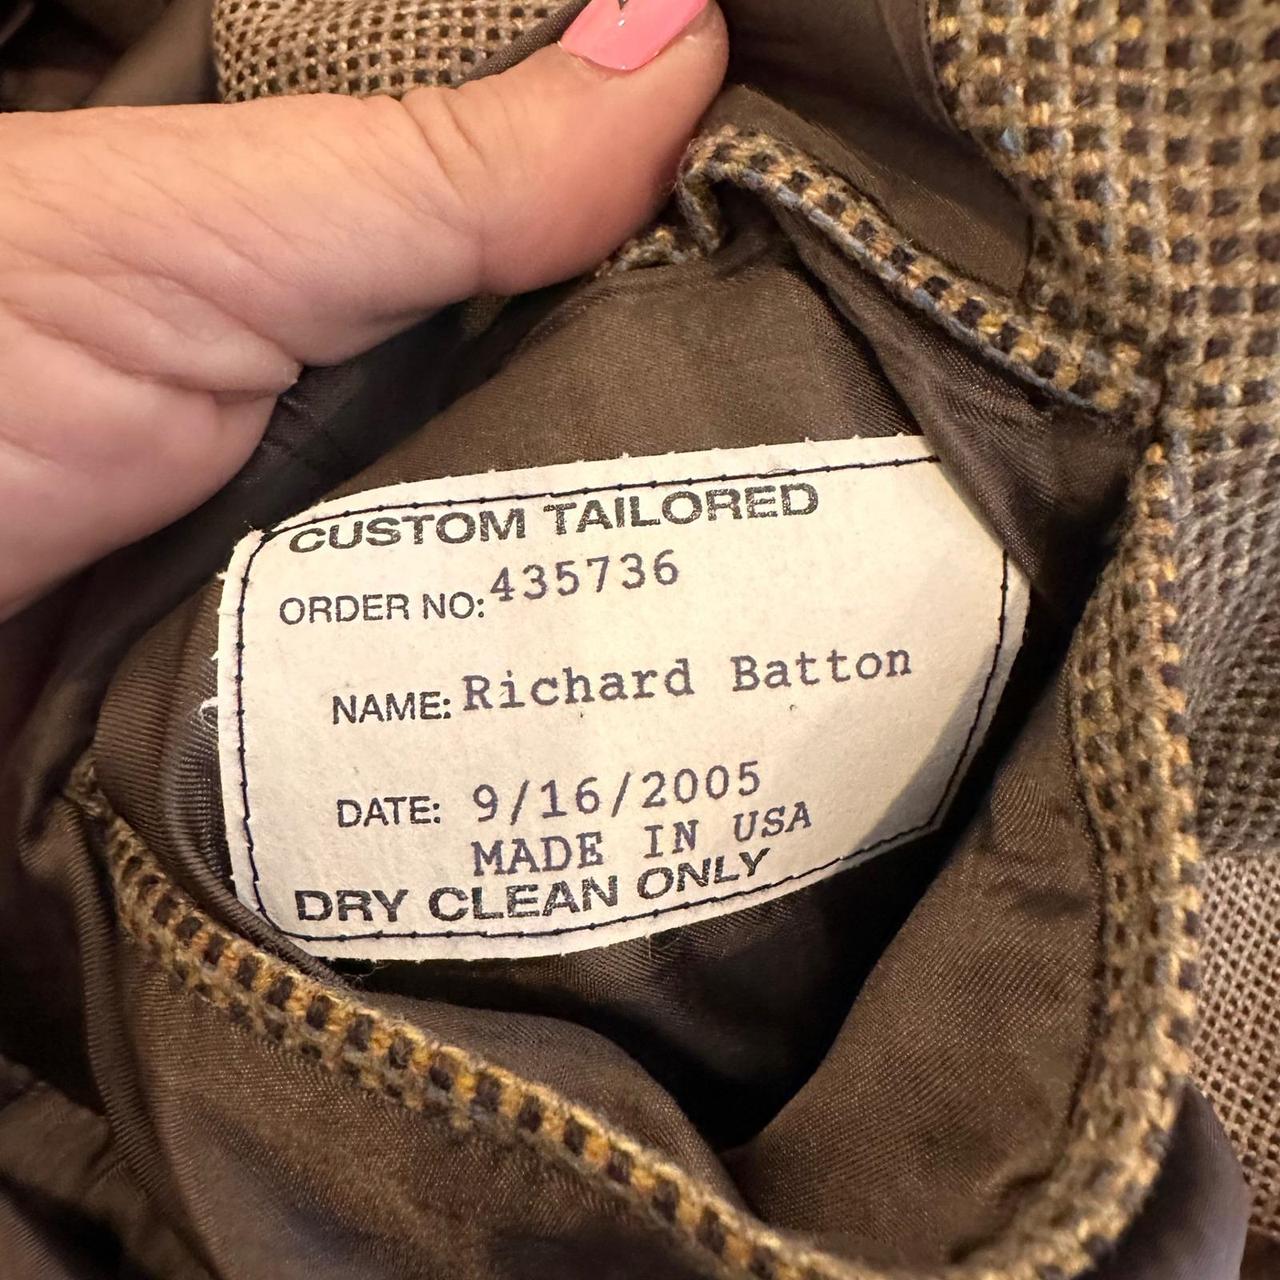 CUSTOM TAILORED
ORDER NO: 435736
NAME: Richard Batton
DATE: 9/16/2005
MADE IN USA
DRY CLEAN ONLY